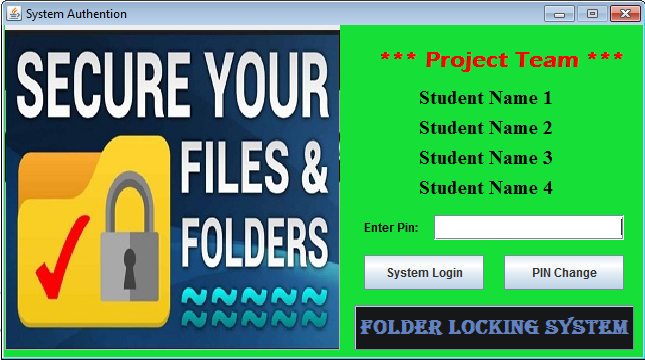 System Authention
SECURE YOUR
FILES &
FOLDERS
*** Project Team ***
Student Name 1
Student Name 2
Student Name 3
Student Name 4
Enter Pin:
System Login
PIN Change
FOLDER LOCKING SYSTEM